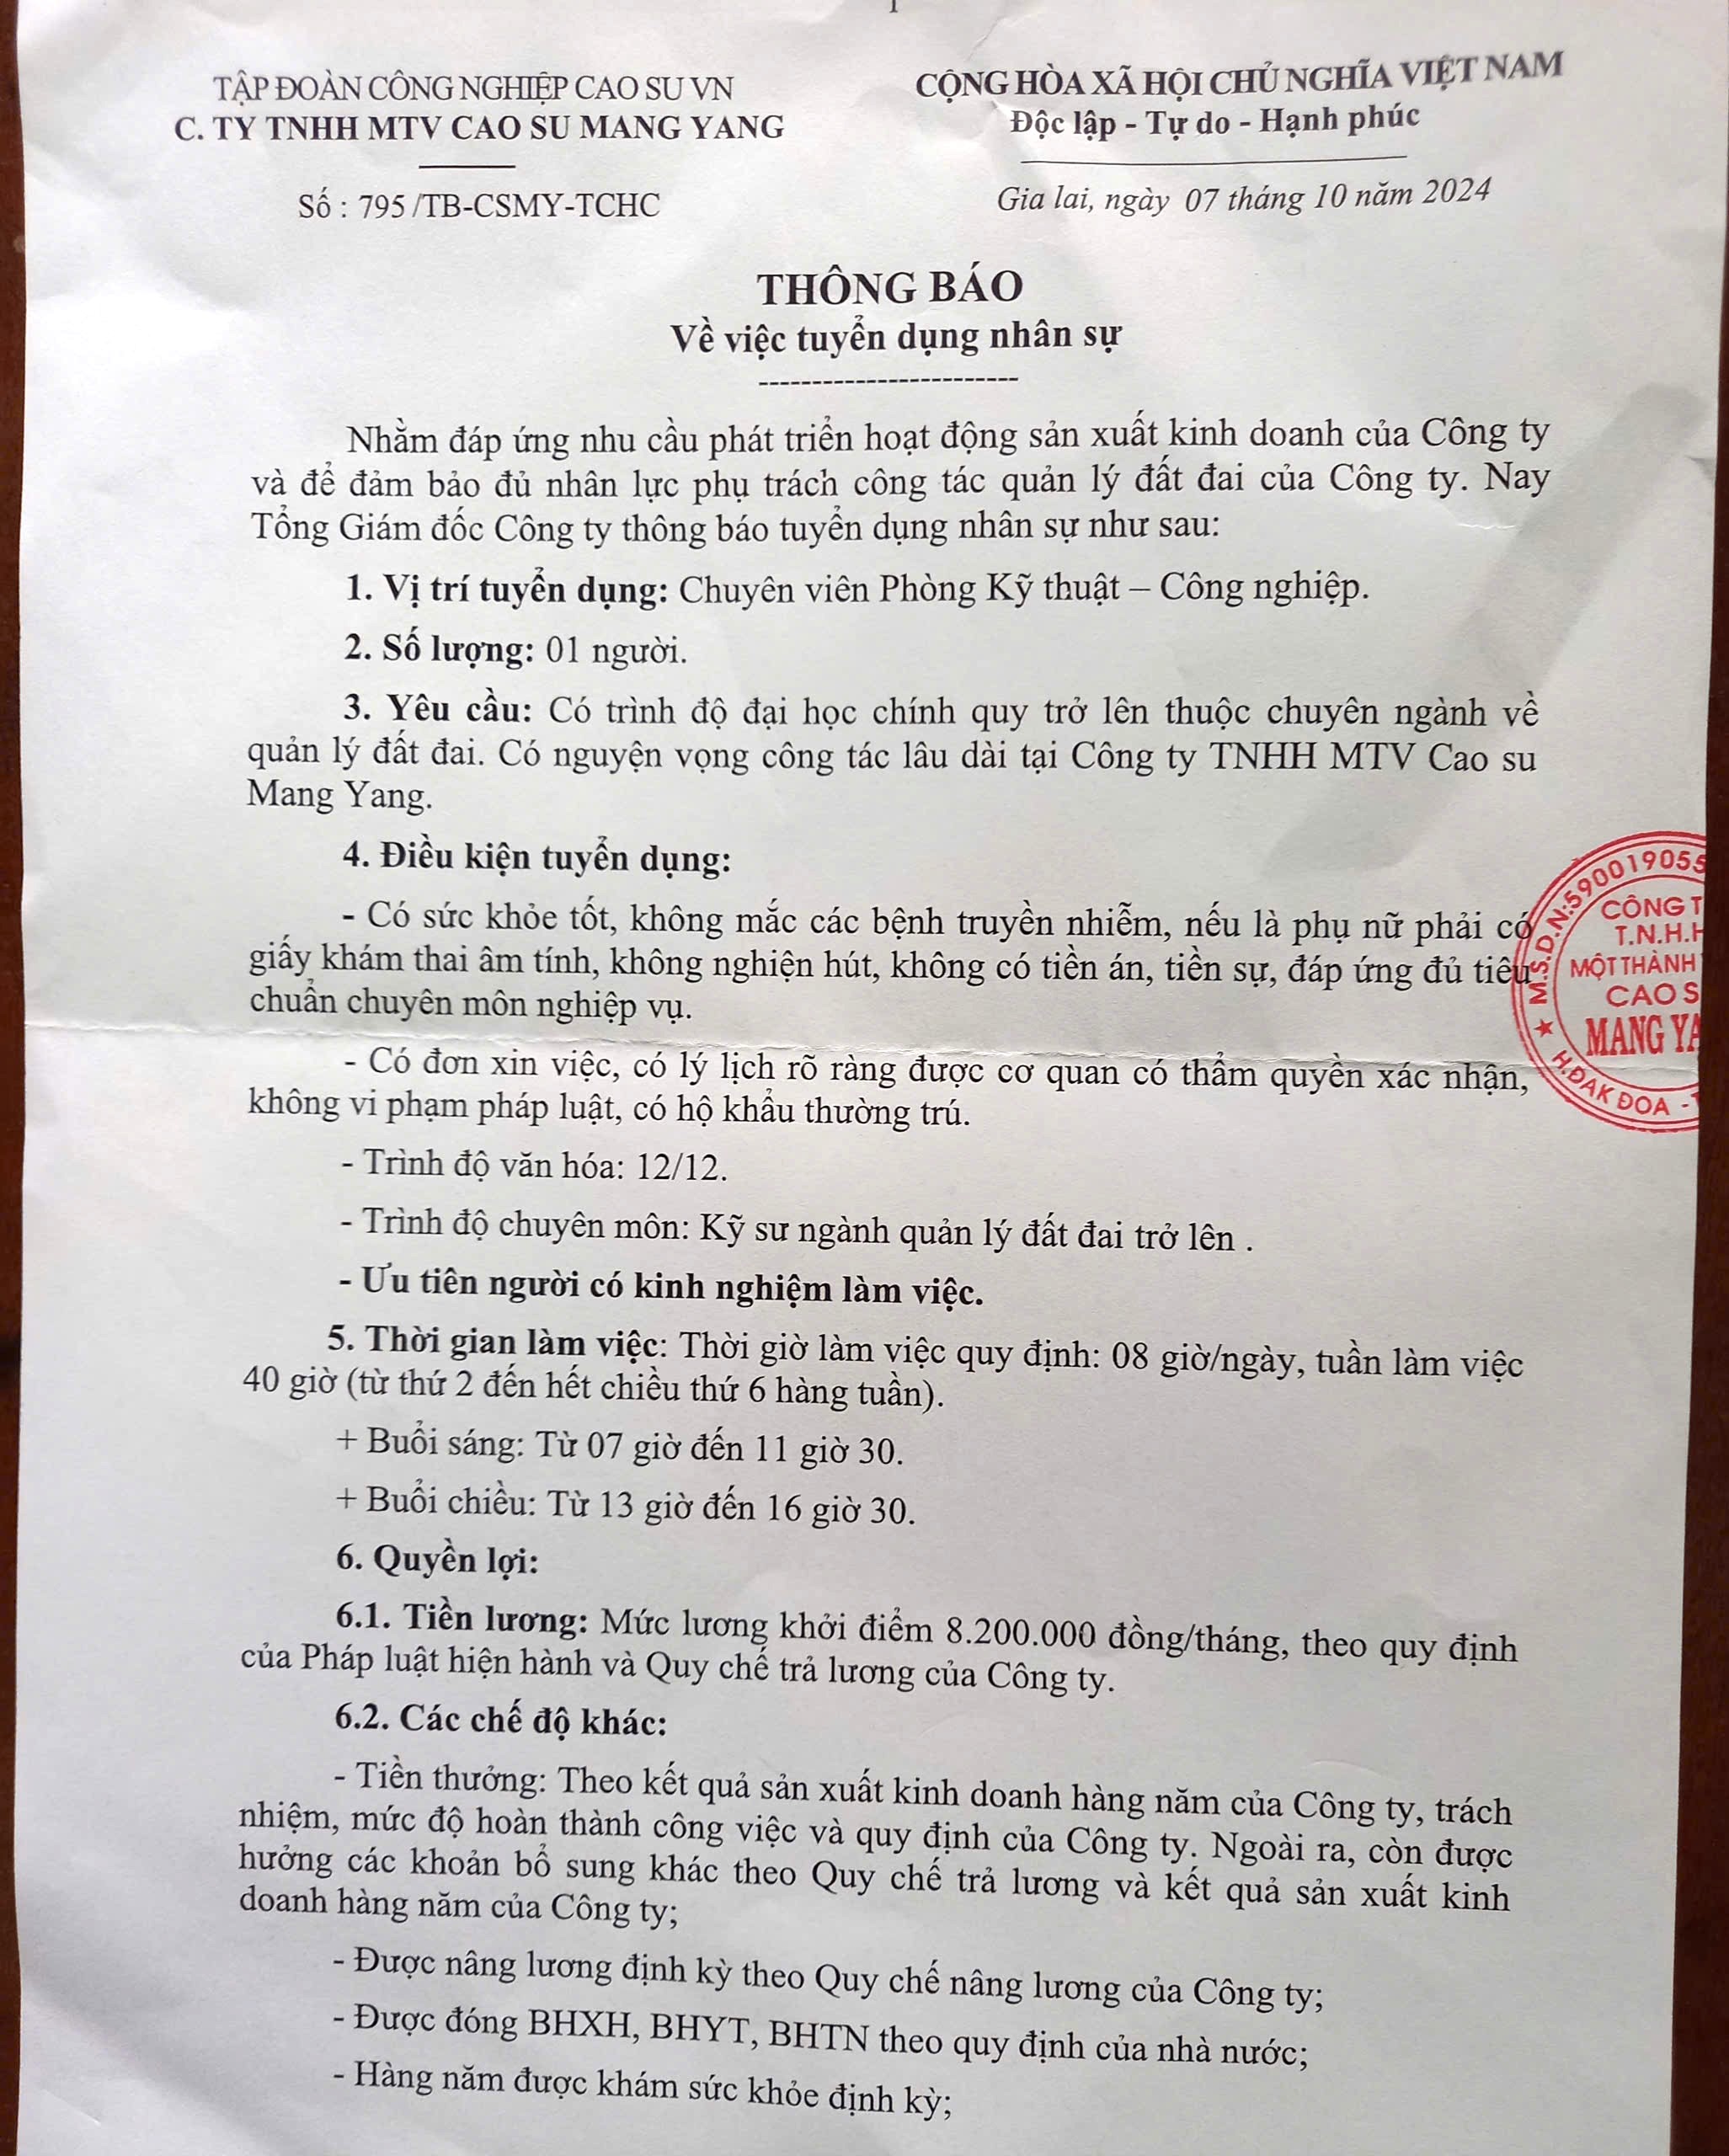 TẬP ĐOÀN CÔNG NGHIỆP CAO SU VN
C. TY TNHH MTV CAO SU MANG YANG
CỘNG HÒA XÃ HỘI CHỦ NGHĨA VIỆT NAM
Độc lập - Tự do - Hạnh phúc
Số : 795 /TB-CSMY-TCHC
Gia lai, ngày 07 tháng 10 năm 2024
THÔNG BÁO
Về việc tuyển dụng nhân sự
------------------------
Nhằm đáp ứng nhu cầu phát triển hoạt động sản xuất kinh doanh của Công ty
và để đảm bảo đủ nhân lực phụ trách công tác quản lý đất đai của Công ty. Nay
Tổng Giám đốc Công ty thông báo tuyển dụng nhân sự như sau:
1. Vị trí tuyển dụng: Chuyên viên Phòng Kỹ thuật – Công nghiệp.
2. Số lượng: 01 người.
3. Yêu cầu: Có trình độ đại học chính quy trở lên thuộc chuyên ngành về
quản lý đất đai. Có nguyện vọng công tác lâu dài tại Công ty TNHH MTV Cao su
Mang Yang.
4. Điều kiện tuyển dụng:
- Có sức khỏe tốt, không mắc các bệnh truyền nhiễm, nếu là phụ nữ phải có
giấy khám thai âm tính, không nghiện hút, không có tiền án, tiền sự, đáp ứng đủ tiêu
chuẩn chuyên môn nghiệp vụ.
- Có đơn xin việc, có lý lịch rõ ràng được cơ quan có thẩm quyền xác nhận,
không vi phạm pháp luật, có hộ khẩu thường trú.
- Trình độ văn hóa: 12/12.
- Trình độ chuyên môn: Kỹ sư ngành quản lý đất đai trở lên .
- Ưu tiên người có kinh nghiệm làm việc.
5. Thời gian làm việc: Thời giờ làm việc quy định: 08 giờ/ngày, tuần làm việc
40 giờ (từ thứ 2 đến hết chiều thứ 6 hàng tuần).
+ Buổi sáng: Từ 07 giờ đến 11 giờ 30.
+ Buổi chiều: Từ 13 giờ đến 16 giờ 30.
6. Quyền lợi:
6.1. Tiền lương: Mức lương khởi điểm 8.200.000 đồng/tháng, theo quy định
của Pháp luật hiện hành và Quy chế trả lương của Công ty.
6.2. Các chế độ khác:
- Tiền thưởng: Theo kết quả sản xuất kinh doanh hàng năm của Công ty, trách
nhiệm, mức độ hoàn thành công việc và quy định của Công ty. Ngoài ra, còn được
hưởng các khoản bổ sung khác theo Quy chế trả lương và kết quả sản xuất kinh
doanh hàng năm của Công ty;
- Được nâng lương định kỳ theo Quy chế nâng lương của Công ty;
- Được đóng BHXH, BHYT, BHTN theo quy định của nhà nước;
- Hàng năm được khám sức khỏe định kỳ;
M.S.D.N:590019055
CÔNG T
T.N.H.H
MỘT THÀNH
CAO S
MANG YA
★ H.ĐAK ĐOA - T